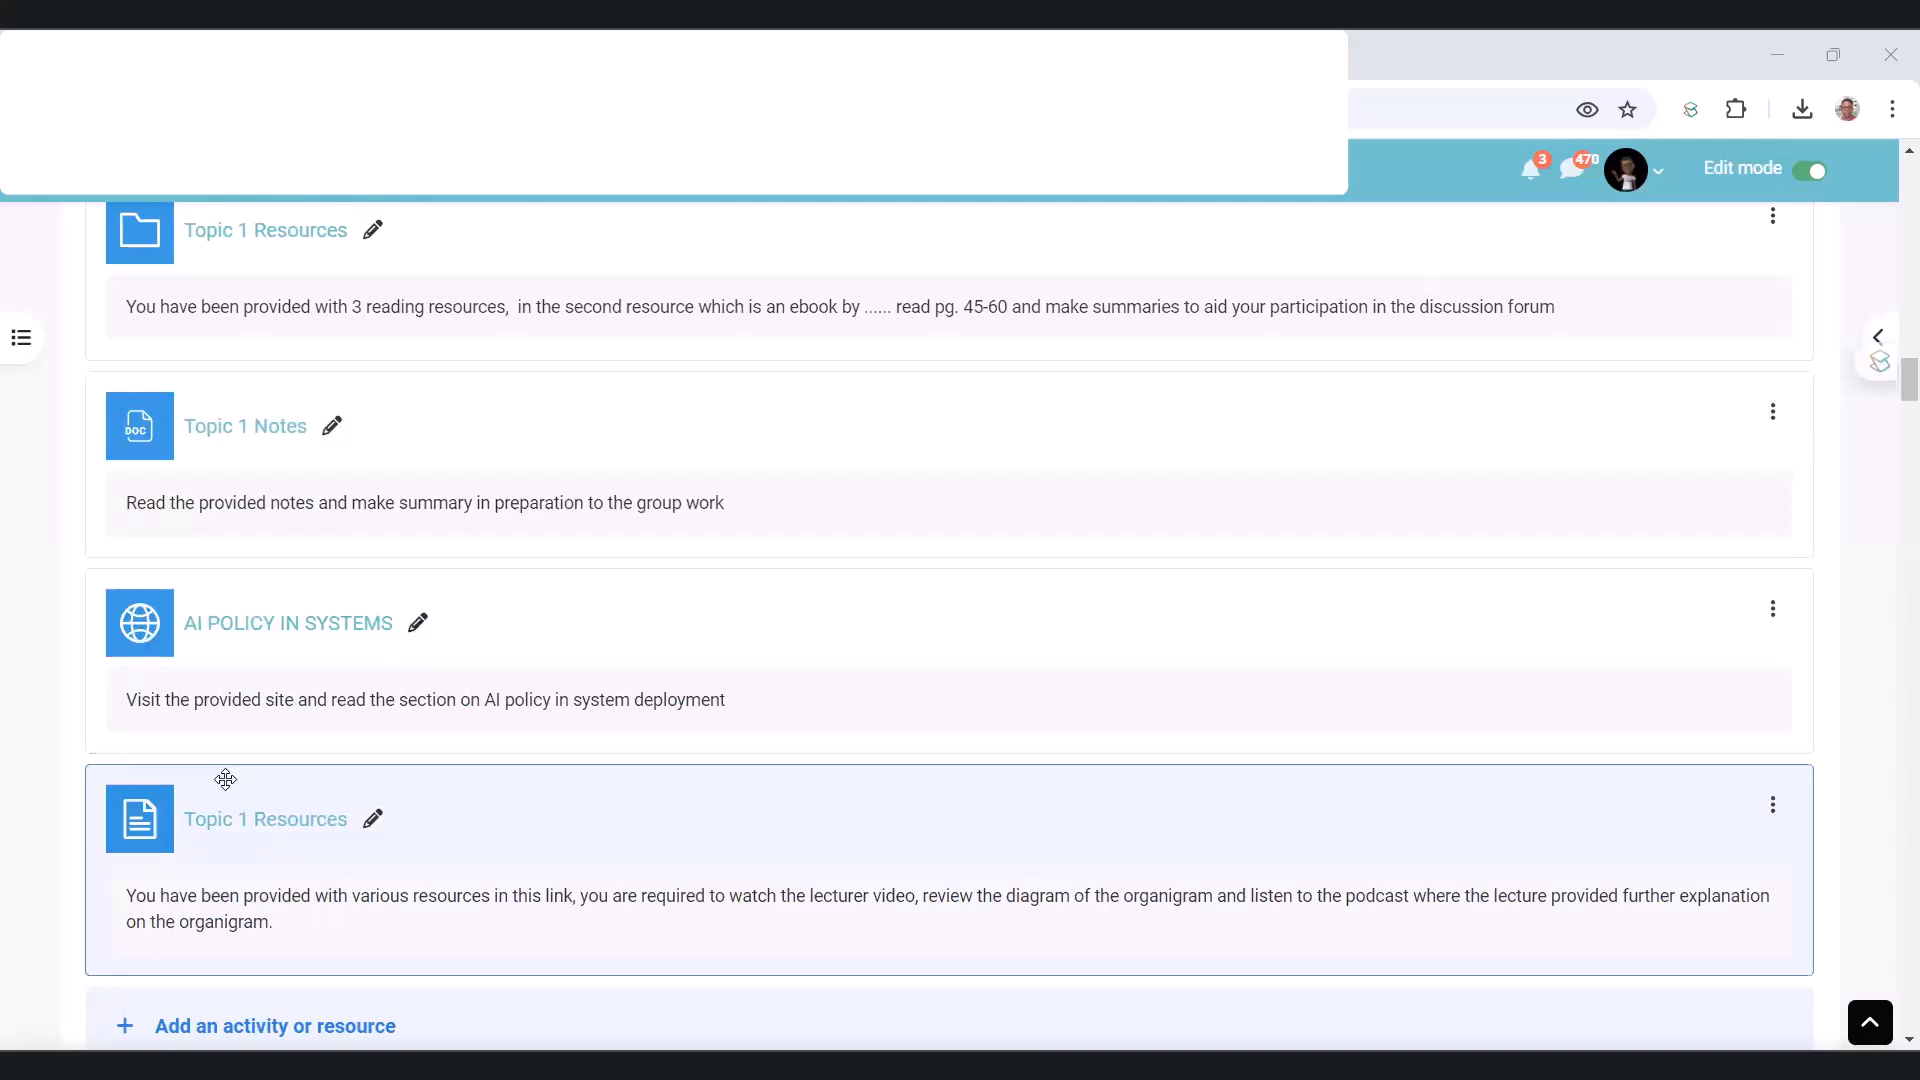 3
470
Edit mode
Topic 1 Resources
You have been provided with 3 reading resources,  in the second resource which is an ebook by ...... read pg. 45-60 and make summaries to aid your participation in the discussion forum
DOC
Topic 1 Notes
Read the provided notes and make summary in preparation to the group work
AI POLICY IN SYSTEMS
Visit the provided site and read the section on AI policy in system deployment
Topic 1 Resources
You have been provided with various resources in this link, you are required to watch the lecturer video, review the diagram of the organigram and listen to the podcast where the lecture provided further explanation
on the organigram.
+ Add an activity or resource